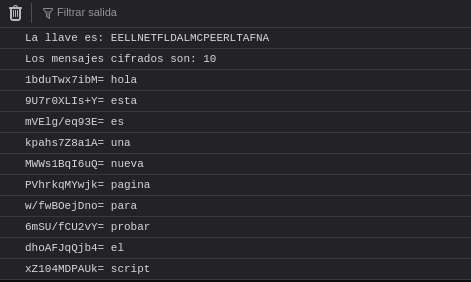 Filtrar salida
La llave es: EELLNETFLDALMCPEERLTAFNA
Los mensajes cifrados son: 10
1bduTwx7ibM= hola
9U7r0XLIs+Y= esta
mVElg/eq93E= es
kpahs7Z8a1A= una
MWWs1BqI6uQ= nueva
PVhrkqMYwjk= pagina
w/fwBOejDno= para
6mSU/fCU2vY= probar
dhoAFJqQjb4= el
xZ104MDPAUk= script